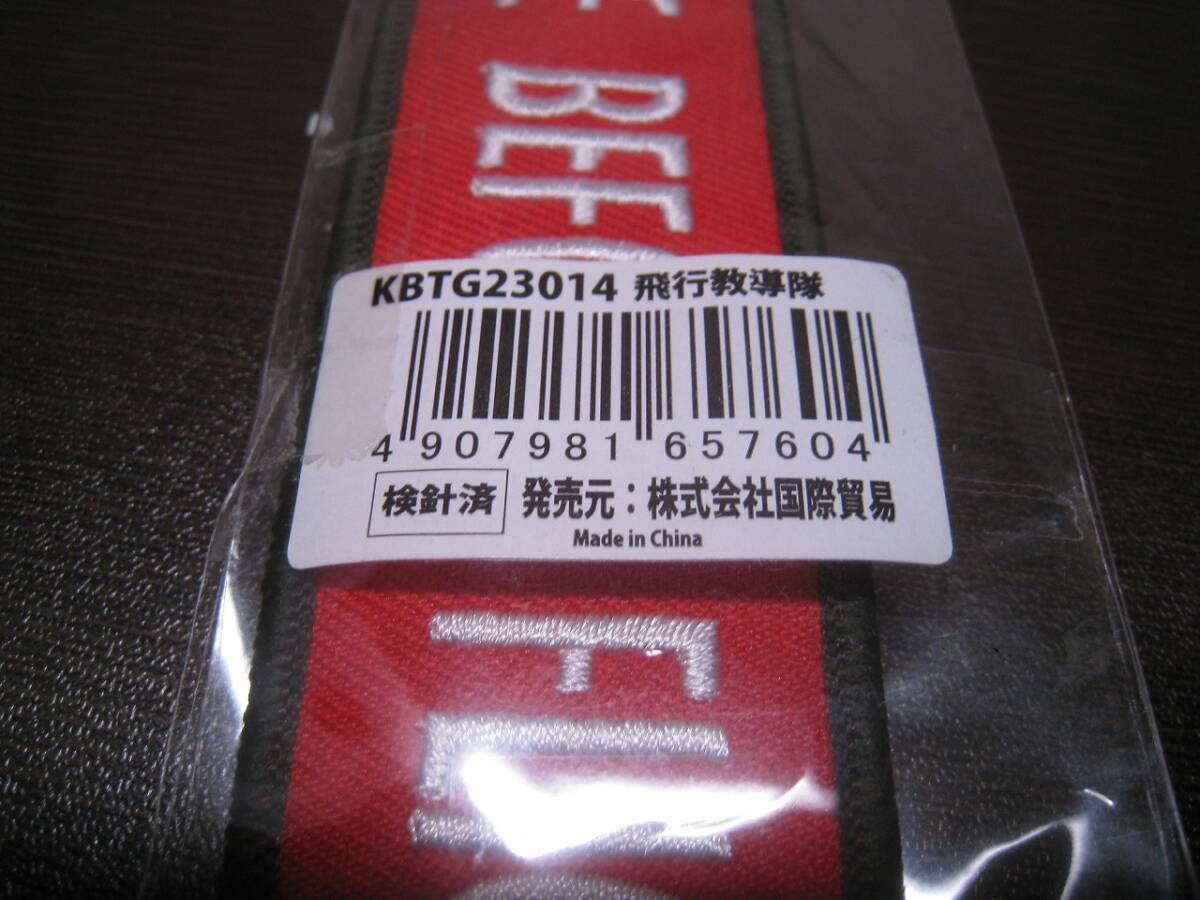 BEFO
KBTG23014 飛行教導隊
4 907981 657604
検針済 発売元：株式会社国際貿易
Made in China